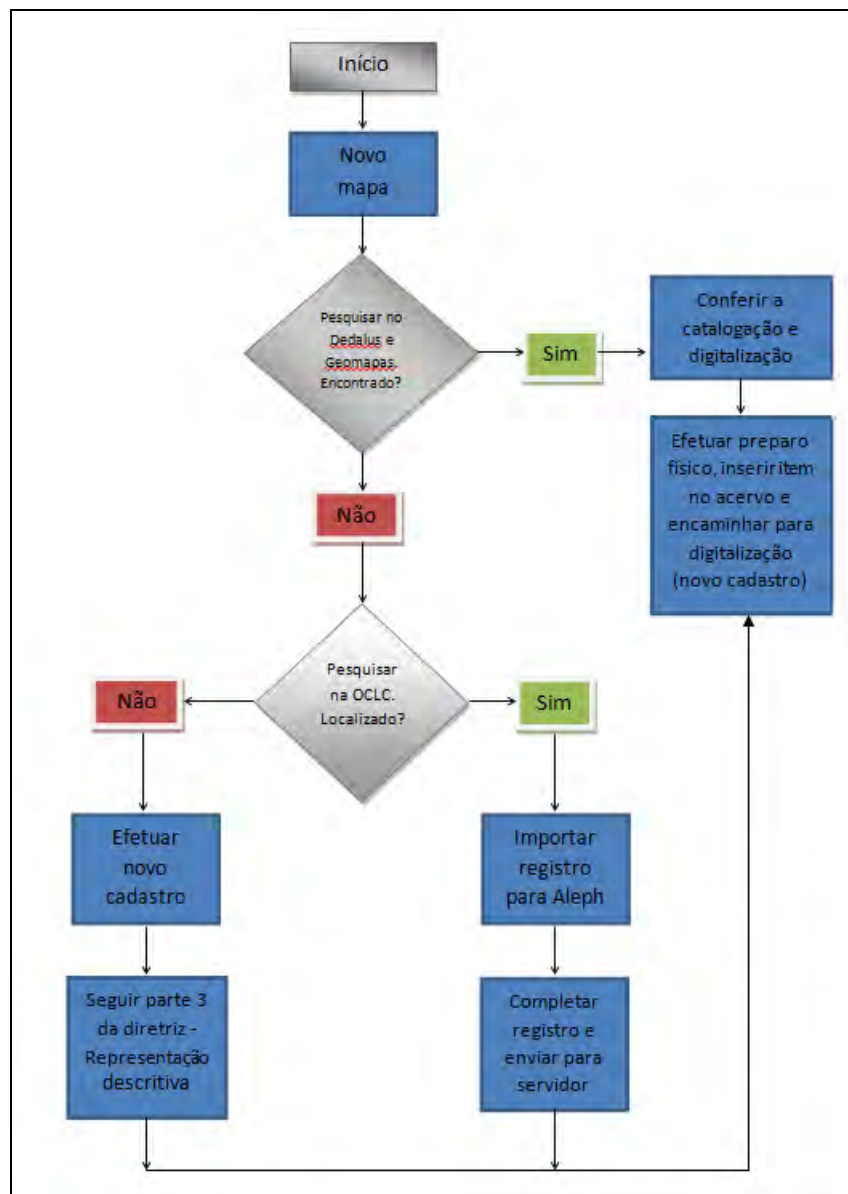 Início
Novo
mapa
Pesquisar no
Dedalus e
Geomapas.
Encontrado?
Sim
Conferir a
catalogação e
digitalização
Efetuar preparo
físico, inserir item
no acervo e
encaminhar para
digitalização
(novo cadastro)
Não
Pesquisar
na OCLC.
Localizado?
Não
Sim
Efetuar
novo
cadastro
Importar
registro
para Aleph
Seguir parte 3
da diretriz -
Representação
descritiva
Completar
registro e
enviar para
servidor